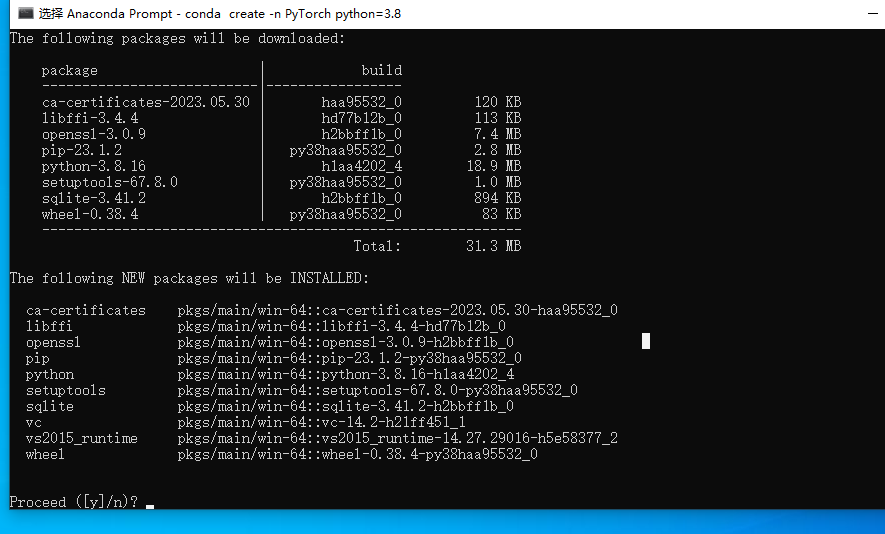 选择 Anaconda Prompt - conda  create -n PyTorch python=3.8
The following packages will be downloaded:
package | build
---------------------------|-----------------
ca-certificates-2023.05.30 | haa95532_0 120 KB
libffi-3.4.4 | hd77b12b_0 113 KB
openssl-3.0.9 | h2bbff1b_0 7.4 MB
pip-23.1.2 | py38haa95532_0 2.8 MB
python-3.8.16 | h1aa4202_4 18.9 MB
setuptools-67.8.0 | py38haa95532_0 1.0 MB
sqlite-3.41.2 | h2bbff1b_0 894 KB
wheel-0.38.4 | py38haa95532_0 83 KB
------------------------------------------------------------
Total: 31.3 MB
The following NEW packages will be INSTALLED:
ca-certificates pkgs/main/win-64::ca-certificates-2023.05.30-haa95532_0
libffi pkgs/main/win-64::libffi-3.4.4-hd77b12b_0
openssl pkgs/main/win-64::openssl-3.0.9-h2bbff1b_0
pip pkgs/main/win-64::pip-23.1.2-py38haa95532_0
python pkgs/main/win-64::python-3.8.16-h1aa4202_4
setuptools pkgs/main/win-64::setuptools-67.8.0-py38haa95532_0
sqlite pkgs/main/win-64::sqlite-3.41.2-h2bbff1b_0
vc pkgs/main/win-64::vc-14.2-h21ff451_1
vs2015_runtime pkgs/main/win-64::vs2015_runtime-14.27.29016-h5e58377_2
wheel pkgs/main/win-64::wheel-0.38.4-py38haa95532_0
Proceed ([y]/n)?